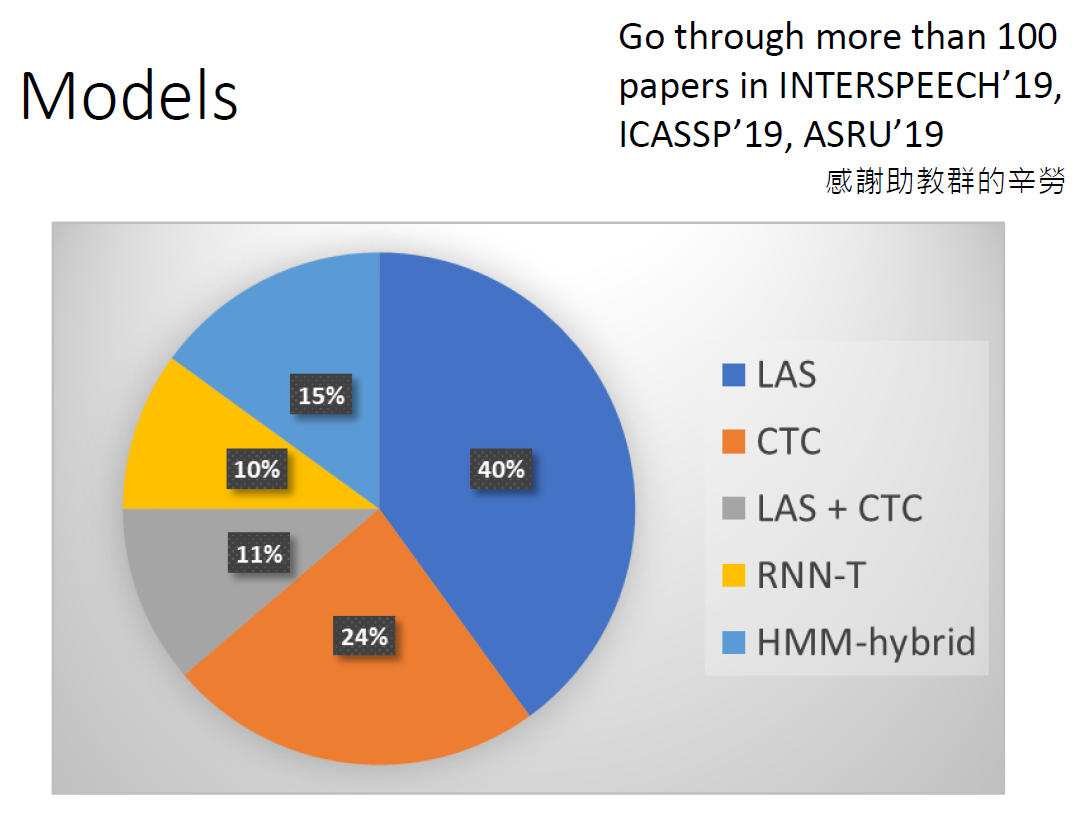 Models
Go through more than 100
papers in INTERSPEECH’19,
ICASSP’19, ASRU’19
感謝助教群的辛勞
15%
40%
10%
11%
24%
LAS
CTC
LAS + CTC
RNN-T
HMM-hybrid